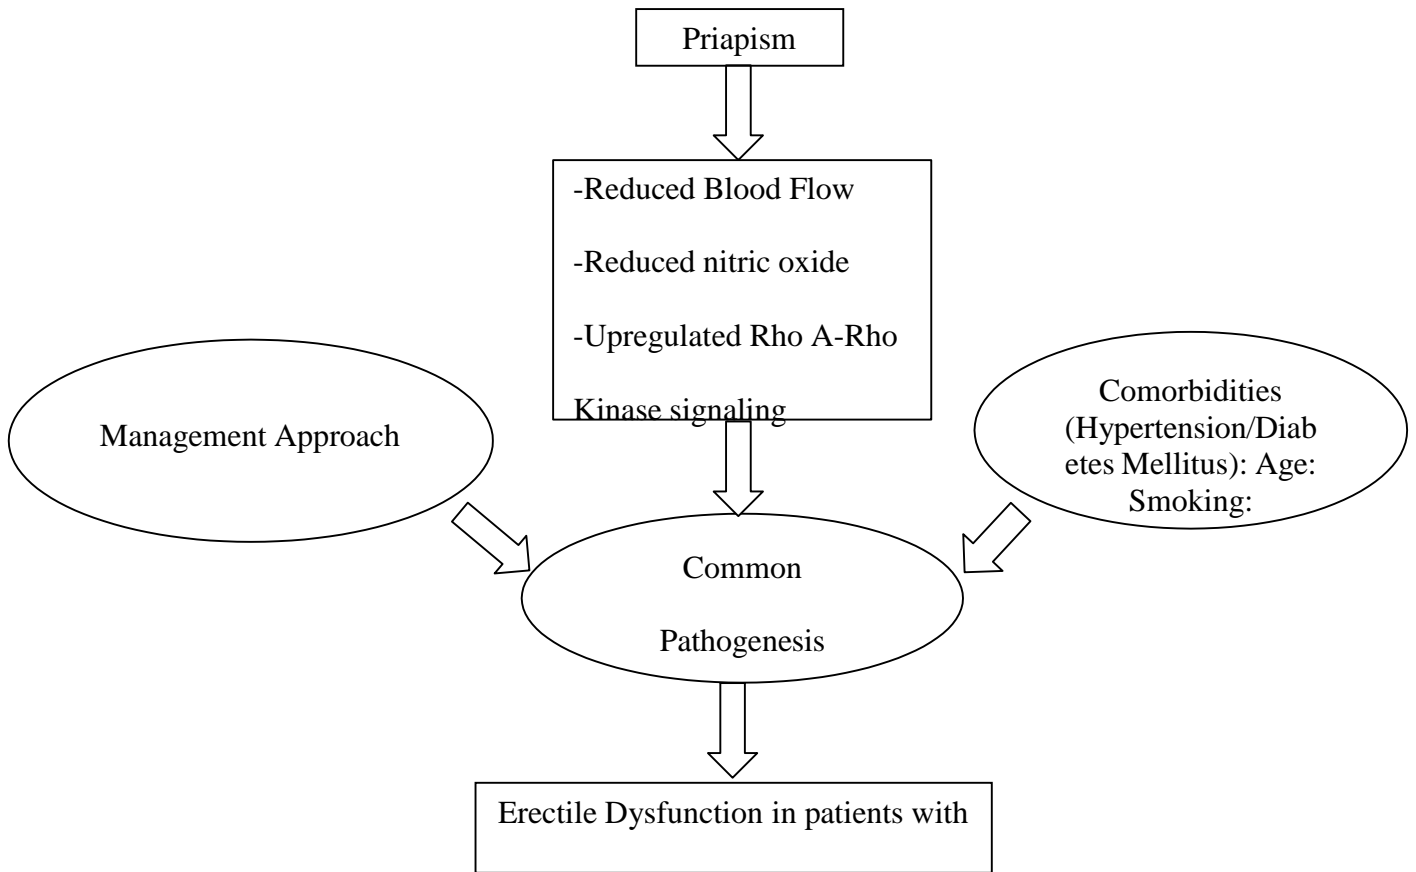 Priapism
-Reduced Blood Flow
-Reduced nitric oxide
-Upregulated Rho A-Rho
Kinase signaling
Management Approach
Comorbidities
(Hypertension/Diab
etes Mellitus): Age:
Smoking:
Common
Pathogenesis
Erectile Dysfunction in patients with